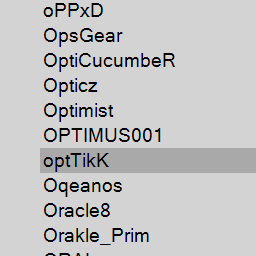 oPPxD
OpsGear
OptiCucumbeR
Opticz
Optimist
OPTIMUS001
optTikK
Oqeanos
Oracle8
Orakle_Prim